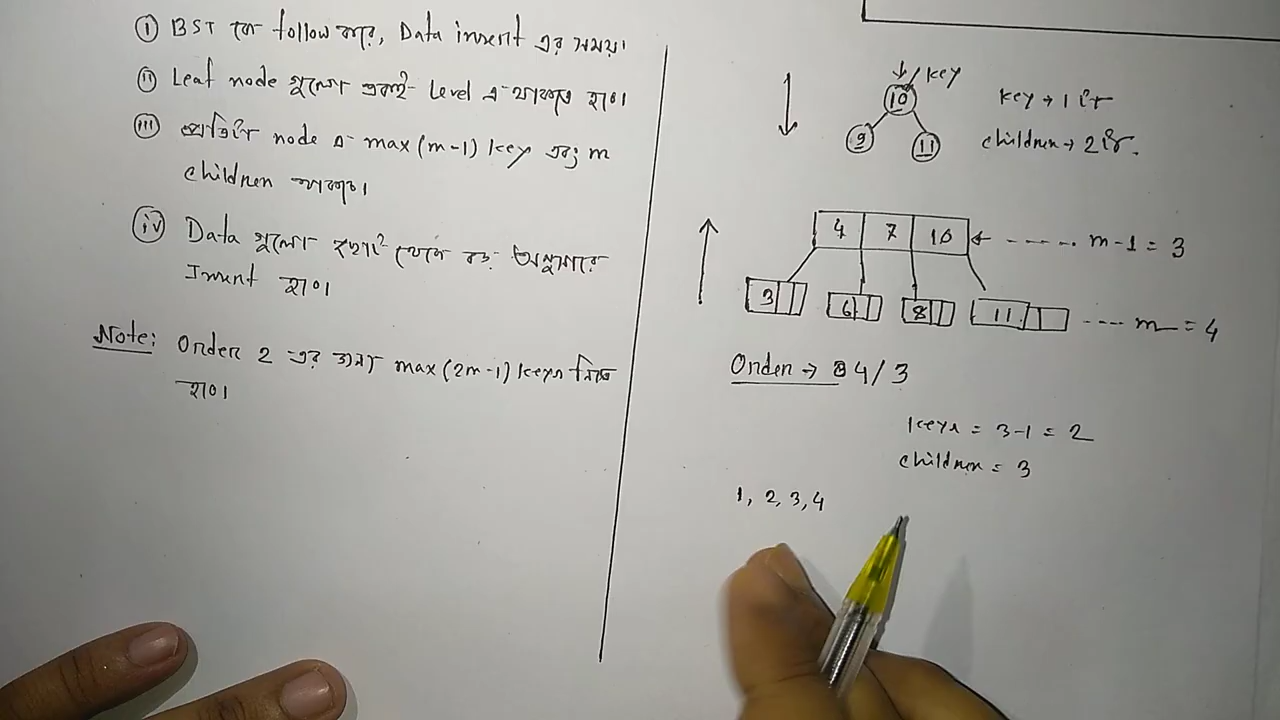 i) BST কে follow করে, Data insert এর সময়।
ii) Leaf node গুলো একই Level এ থাকতে হবে।
iii) প্রতিটি node এ max (m-1) key এবং m
children থাকবে।
iv) Data গুলো ছোট থেকে বড় অনুসারে
Insert হবে।
Note: Order 2 এর জন্য max (2m-1) keys নিতে
হবে।
key
10
9 11
key → 1 টি
children → 2 টি.
4 7 10 ← ------ m-1 = 3
3 6 8 11 ---- m = 4
Order → 4/3
keys = 3-1 = 2
children = 3
1, 2, 3, 4